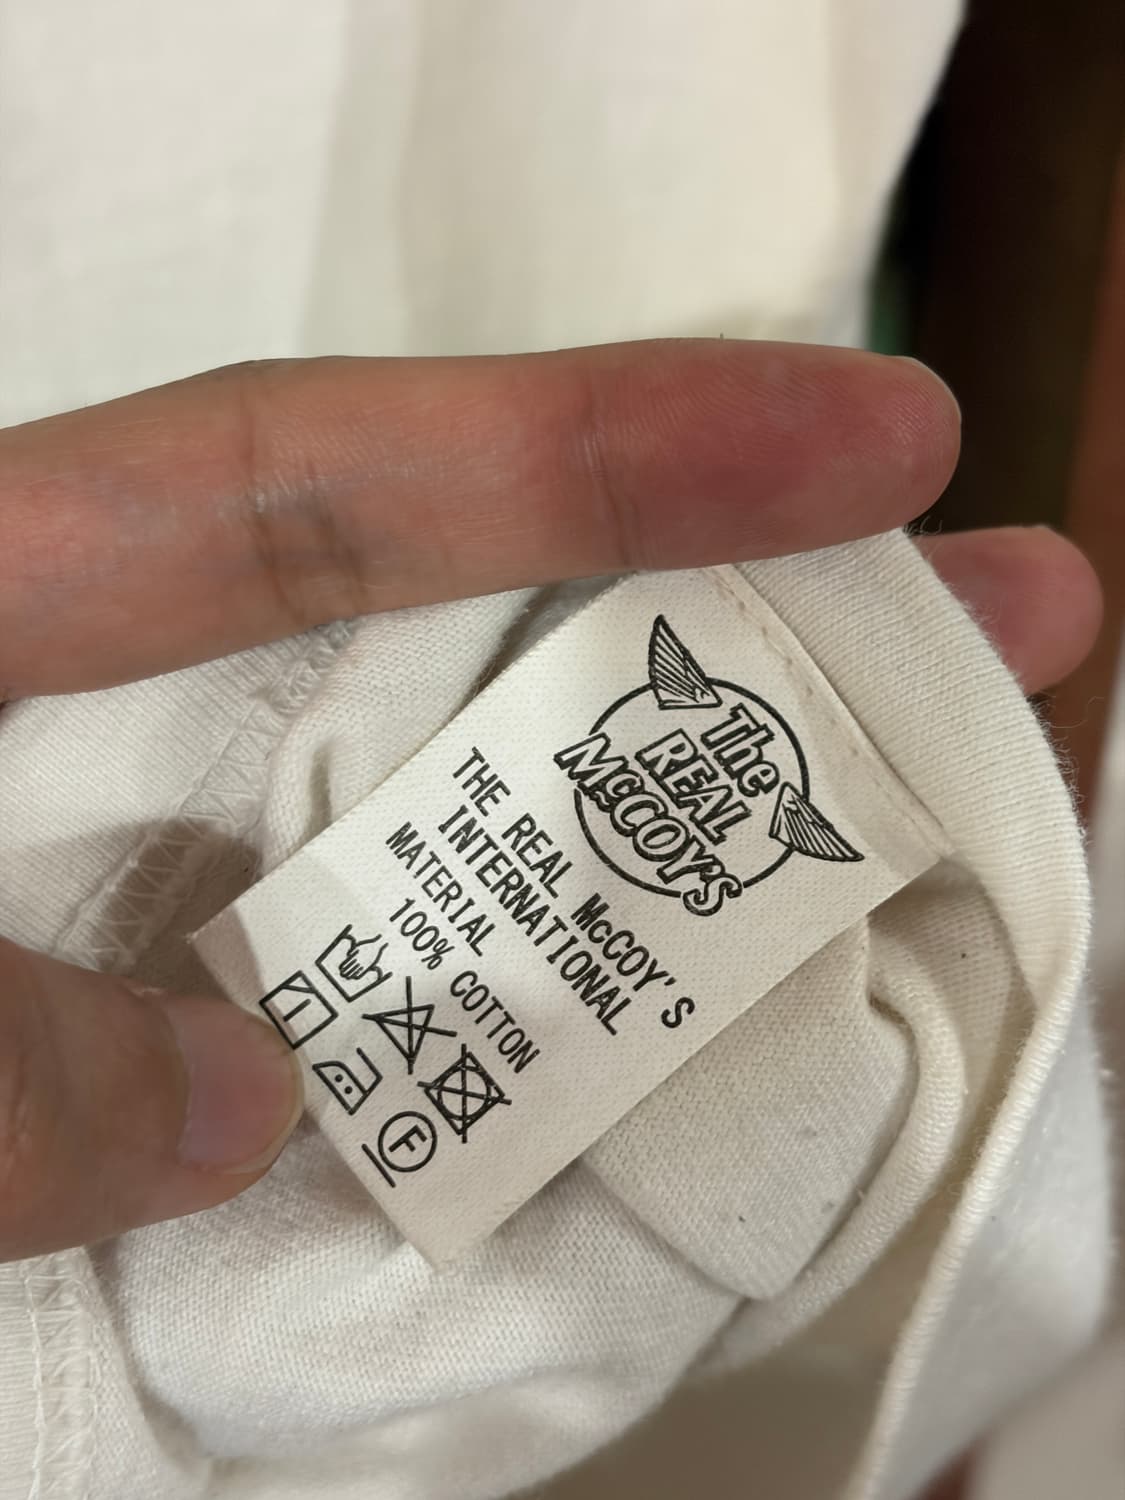 The
REAL
McCOY'S
THE REAL McCOY'S
INTERNATIONAL
MATERIAL
100% COTTON
F